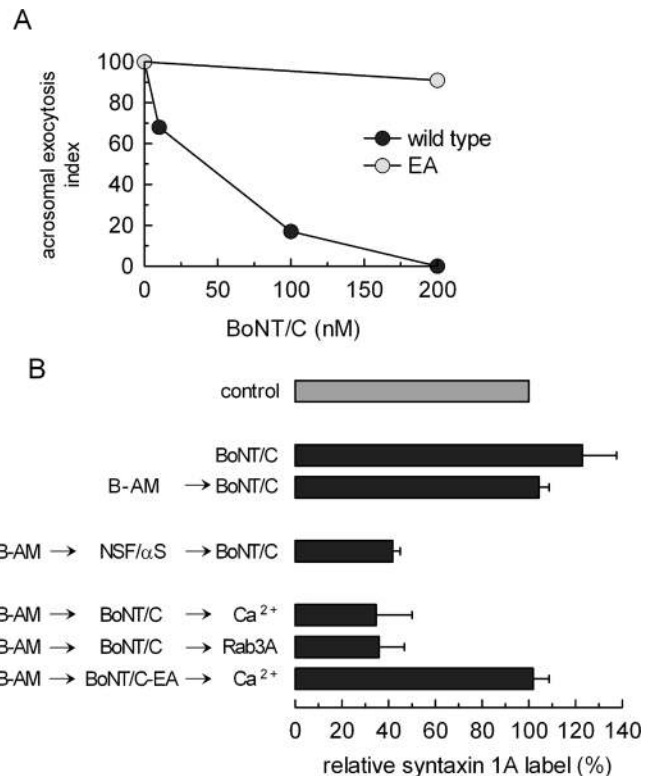 A
100
80
60
40
20
0
acrosomal exocytosis
index
wild type
EA
0 50 100 150 200
BoNT/C (nM)
B
control
BoNT/C
B-AM → BoNT/C
B-AM → NSF/αS → BoNT/C
B-AM → BoNT/C → Ca2+
B-AM → BoNT/C → Rab3A
B-AM → BoNT/C-EA → Ca2+
0 20 40 60 80 100 120 140
relative syntaxin 1A label (%)